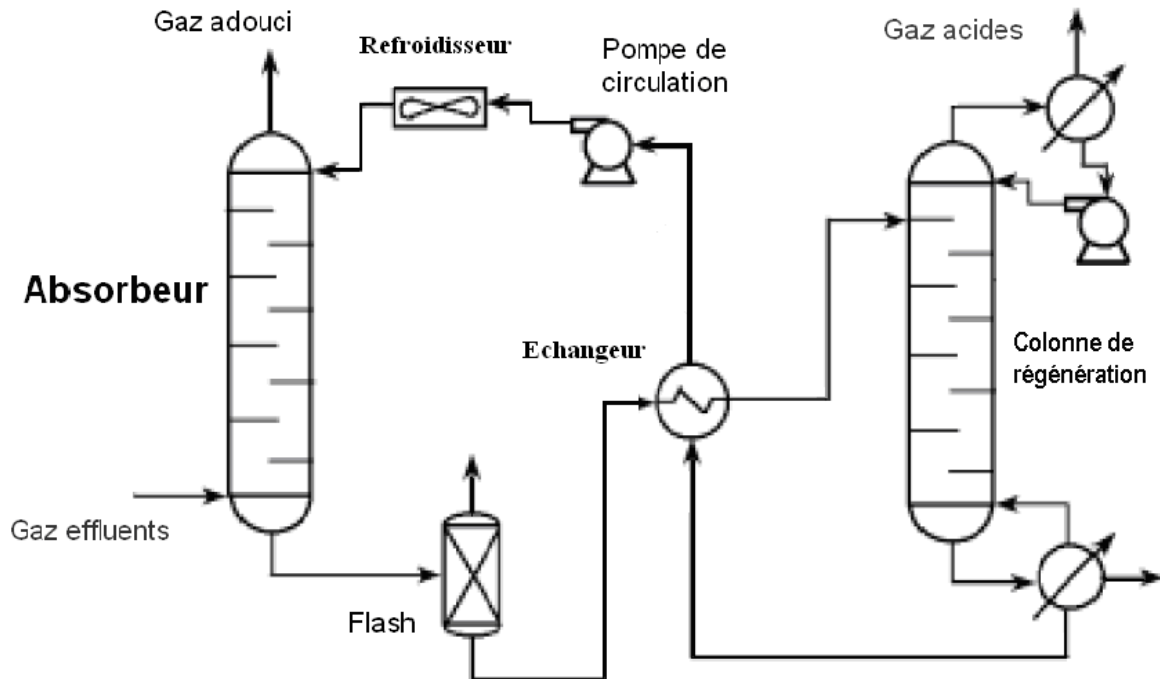 Gaz adouci
Refroidisseur
Pompe de
circulation
Gaz acides
Absorbeur
Echangeur
Colonne de
régénération
Gaz effluents
Flash